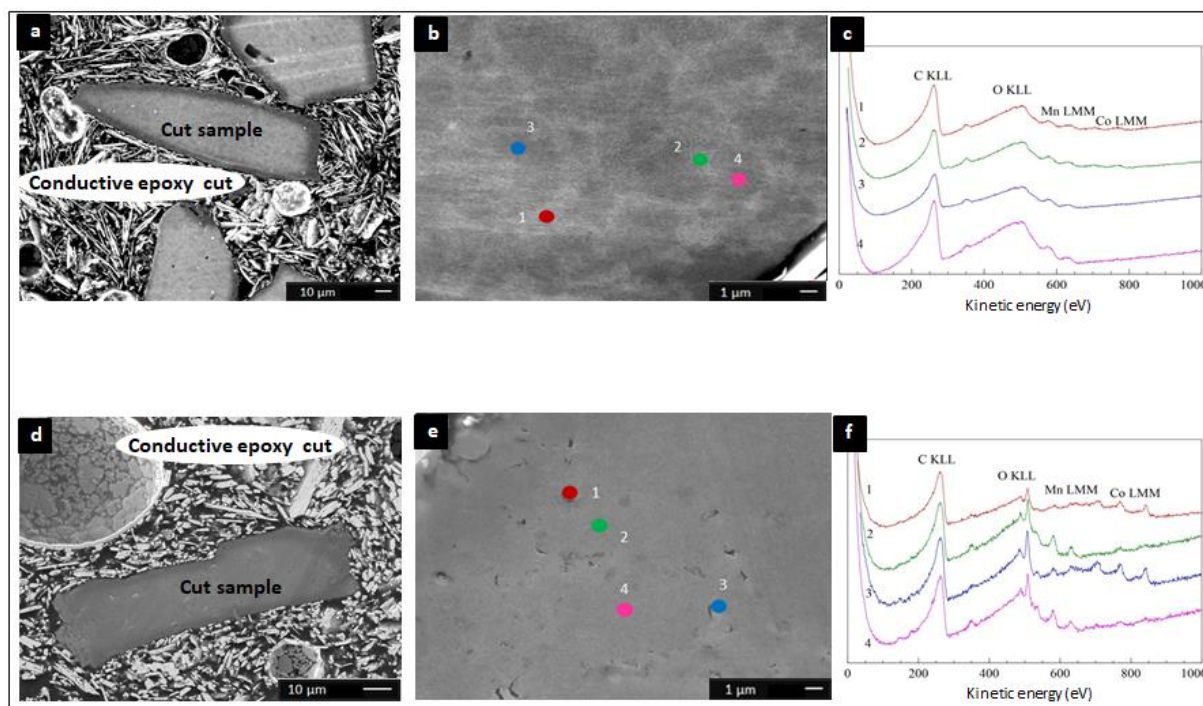 a
Cut sample
Conductive epoxy cut
10 µm
b
3
2
4
1
1 µm
c
C KLL
O KLL
Mn LMM
Co LMM
1
2
3
4
0
200
400
600
800
1000
Kinetic energy (eV)
d
Conductive epoxy cut
Cut sample
10 µm
e
1
2
4
3
1 µm
f
C KLL
O KLL
Mn LMM
Co LMM
1
2
3
4
0
200
400
600
800
1000
Kinetic energy (eV)